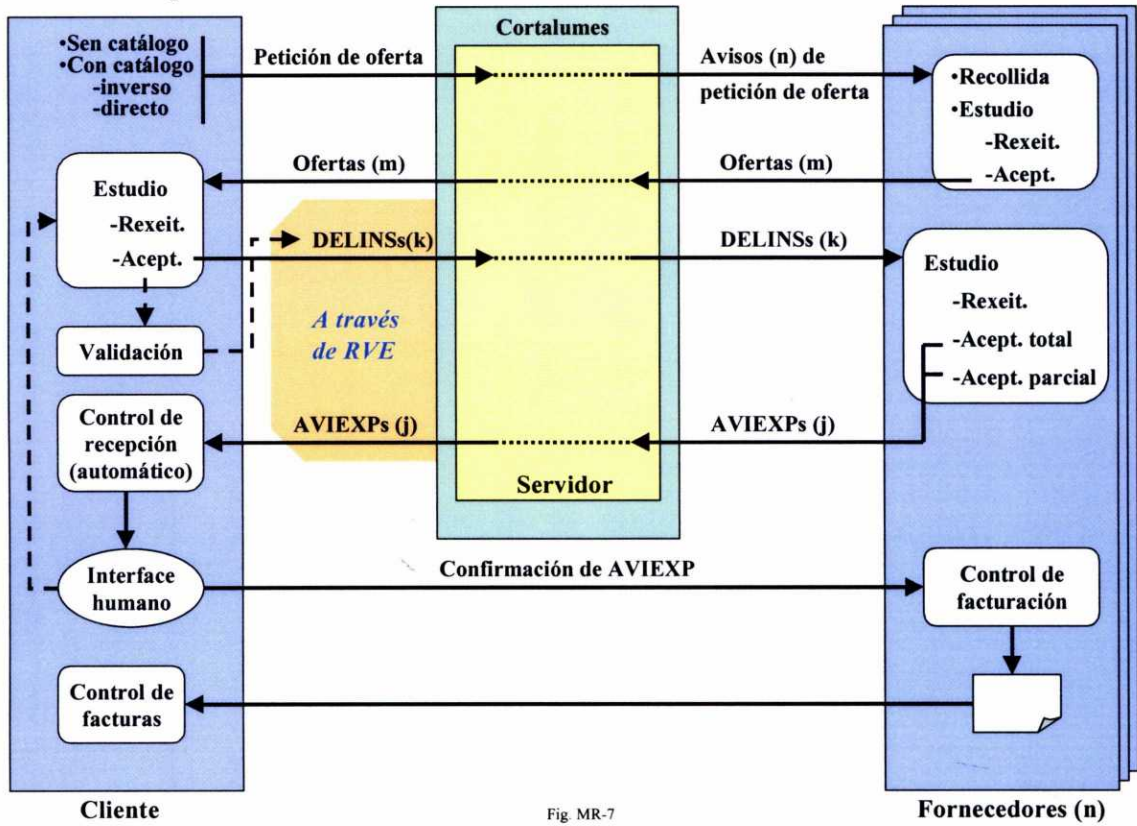 Cortalumes
•Sen catálogo
•Con catálogo
-inverso
-directo
Petición de oferta
Avisos (n) de
petición de oferta
•Recollida
•Estudio
-Rexeit.
-Acept.
Ofertas (m)
Ofertas (m)
Estudio
-Rexeit.
-Acept.
DELINSs(k)
DELINSs (k)
Estudio
-Rexeit.
-Acept. total
-Acept. parcial
A través
de RVE
Validación
Control de
recepción
(automático)
AVIEXPs (j)
AVIEXPs (j)
Servidor
Interface
humano
Confirmación de AVIEXP
Control de
facturación
Control de
facturas
Cliente
Fig. MR-7
Fornecedores (n)